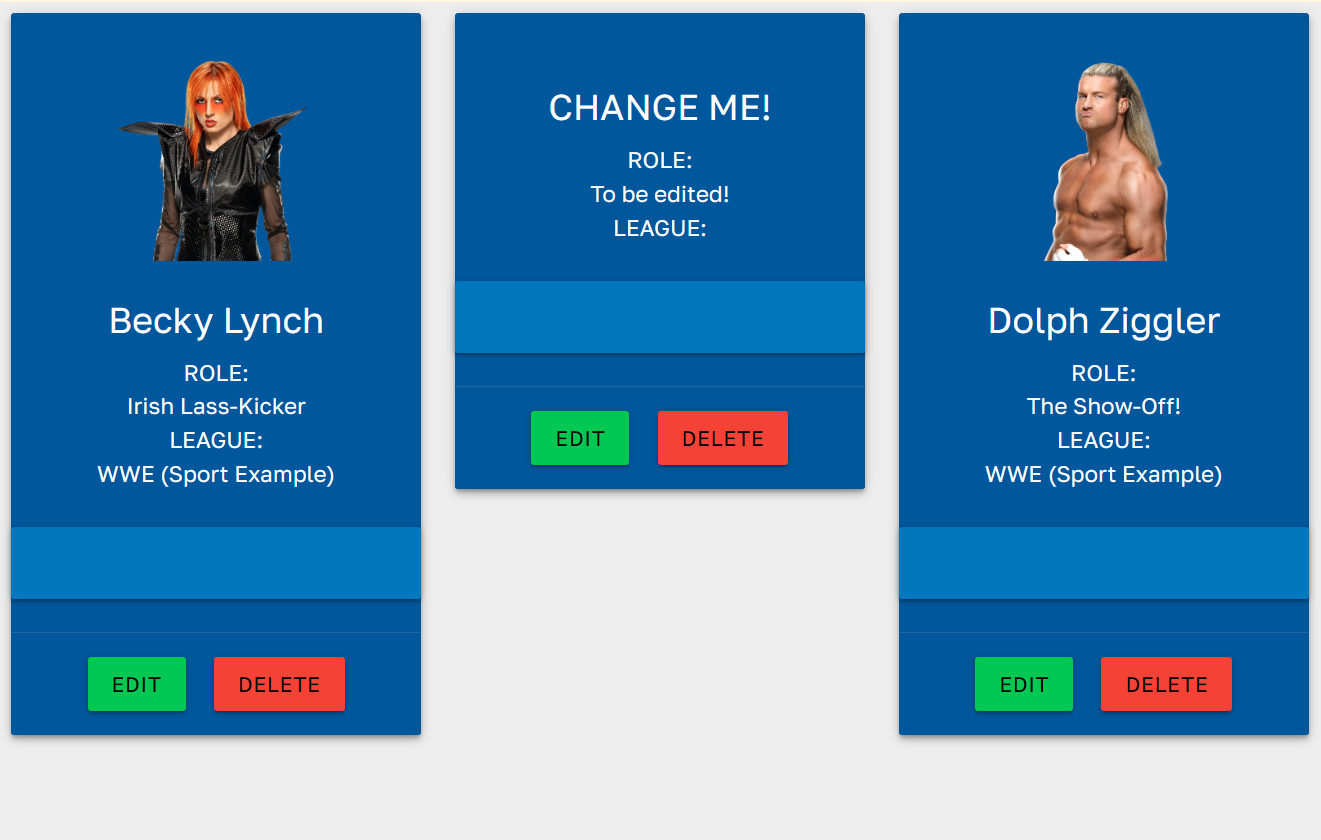 Becky Lynch
ROLE:
Irish Lass-Kicker
LEAGUE:
WWE (Sport Example)
EDIT
DELETE
CHANGE ME!
ROLE:
To be edited!
LEAGUE:
EDIT
DELETE
Dolph Ziggler
ROLE:
The Show-Off!
LEAGUE:
WWE (Sport Example)
EDIT
DELETE